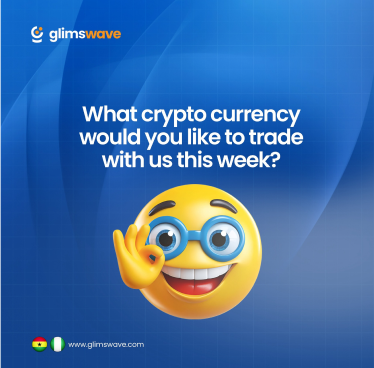 glimswave
What crypto currency
would you like to trade
with us this week?
www.glimswave.com